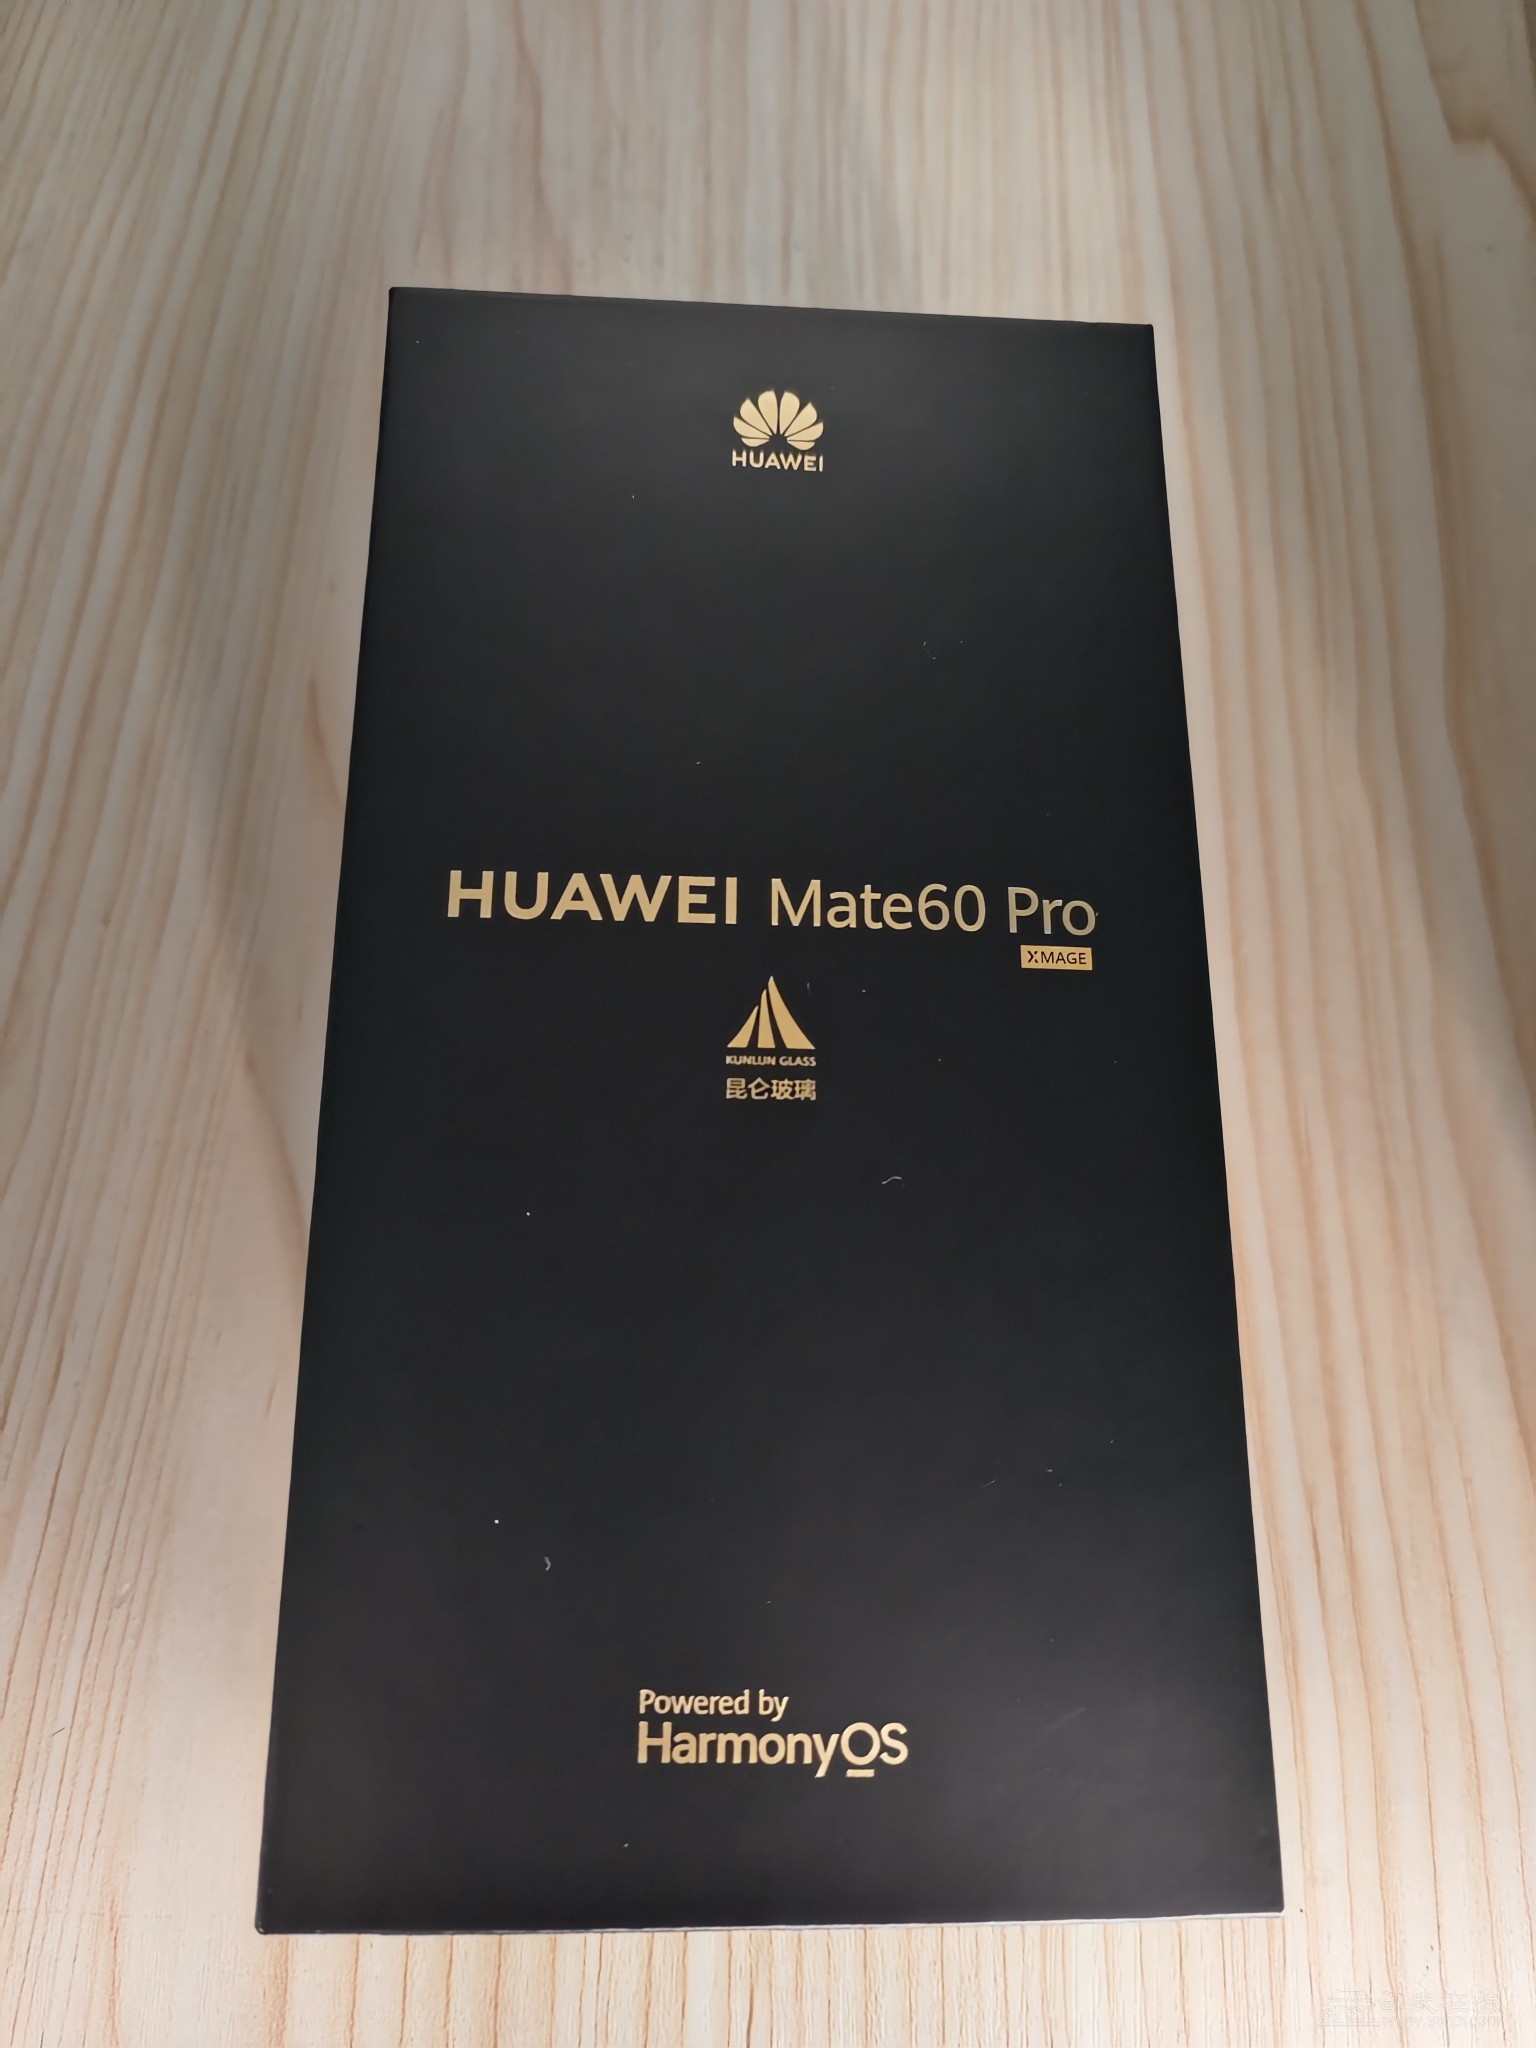 HUAWEI
HUAWEI Mate60 Pro
XMAGE
KUNLUN GLASS
昆仑玻璃
Powered by
HarmonyOS